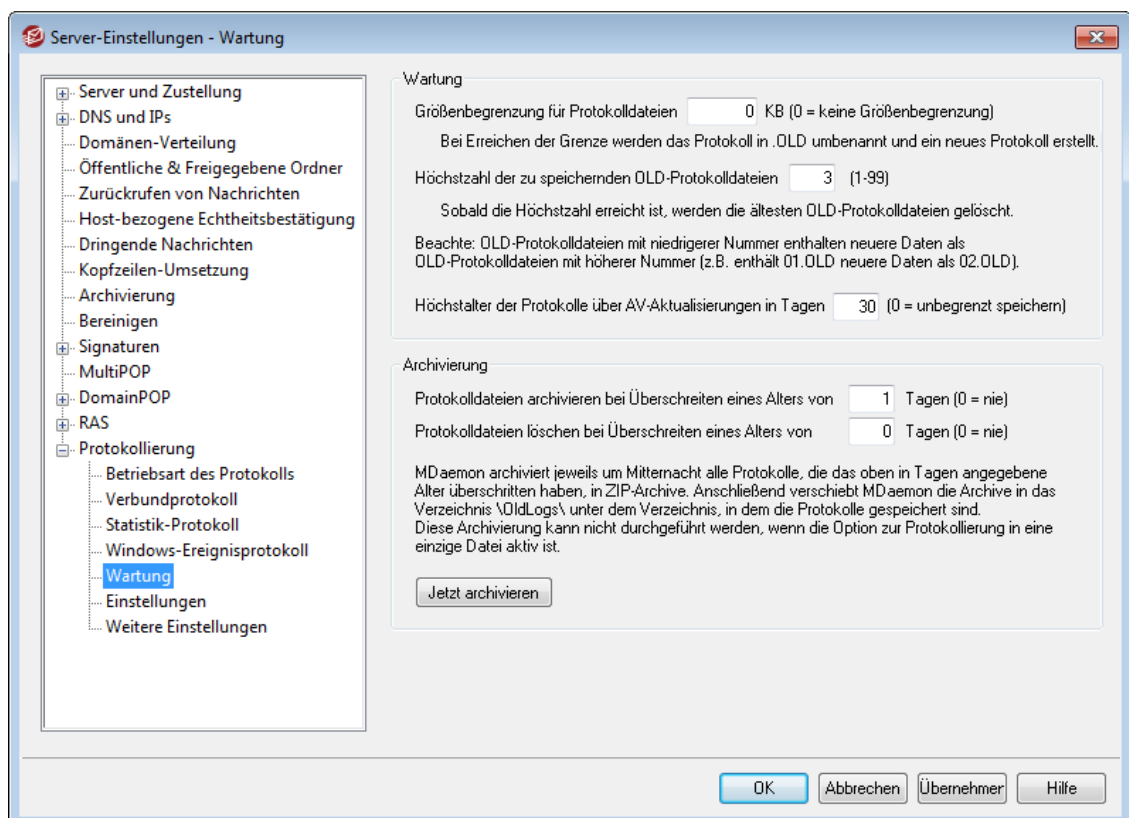 Server-Einstellungen - Wartung
Server und Zustellung
DNS und IPs
Domänen-Verteilung
Öffentliche & Freigegebene Ordner
Zurückrufen von Nachrichten
Host-bezogene Echtheitsbestätigung
Dringende Nachrichten
Kopfzeilen-Umsetzung
Archivierung
Bereinigen
Signaturen
MultiPOP
DomainPOP
RAS
Protokollierung
Betriebsart des Protokolls
Verbundprotokoll
Statistik-Protokoll
Windows-Ereignisprotokoll
Wartung
Einstellungen
Weitere Einstellungen
Wartung
Größenbegrenzung für Protokolldateien 0 KB (0 = keine Größenbegrenzung)
Bei Erreichen der Grenze werden das Protokoll in .OLD umbenannt und ein neues Protokoll erstellt.
Höchstzahl der zu speichernden OLD-Protokolldateien 3 (1-99)
Sobald die Höchstzahl erreicht ist, werden die ältesten OLD-Protokolldateien gelöscht.
Beachte: OLD-Protokolldateien mit niedrigerer Nummer enthalten neuere Daten als
OLD-Protokolldateien mit höherer Nummer (z.B. enthält 01.OLD neuere Daten als 02.OLD).
Höchstalter der Protokolle über AV-Aktualisierungen in Tagen 30 (0 = unbegrenzt speichern)
Archivierung
Protokolldateien archivieren bei Überschreiten eines Alters von 1 Tagen (0 = nie)
Protokolldateien löschen bei Überschreiten eines Alters von 0 Tagen (0 = nie)
MDaemon archiviert jeweils um Mitternacht alle Protokolle, die das oben in Tagen angegebene
Alter überschritten haben, in ZIP-Archive. Anschließend verschiebt MDaemon die Archive in das
Verzeichnis \OldLogs\ unter dem Verzeichnis, in dem die Protokolle gespeichert sind.
Diese Archivierung kann nicht durchgeführt werden, wenn die Option zur Protokollierung in eine
einzige Datei aktiv ist.
Jetzt archivieren
OK Abbrechen Übernehmer Hilfe